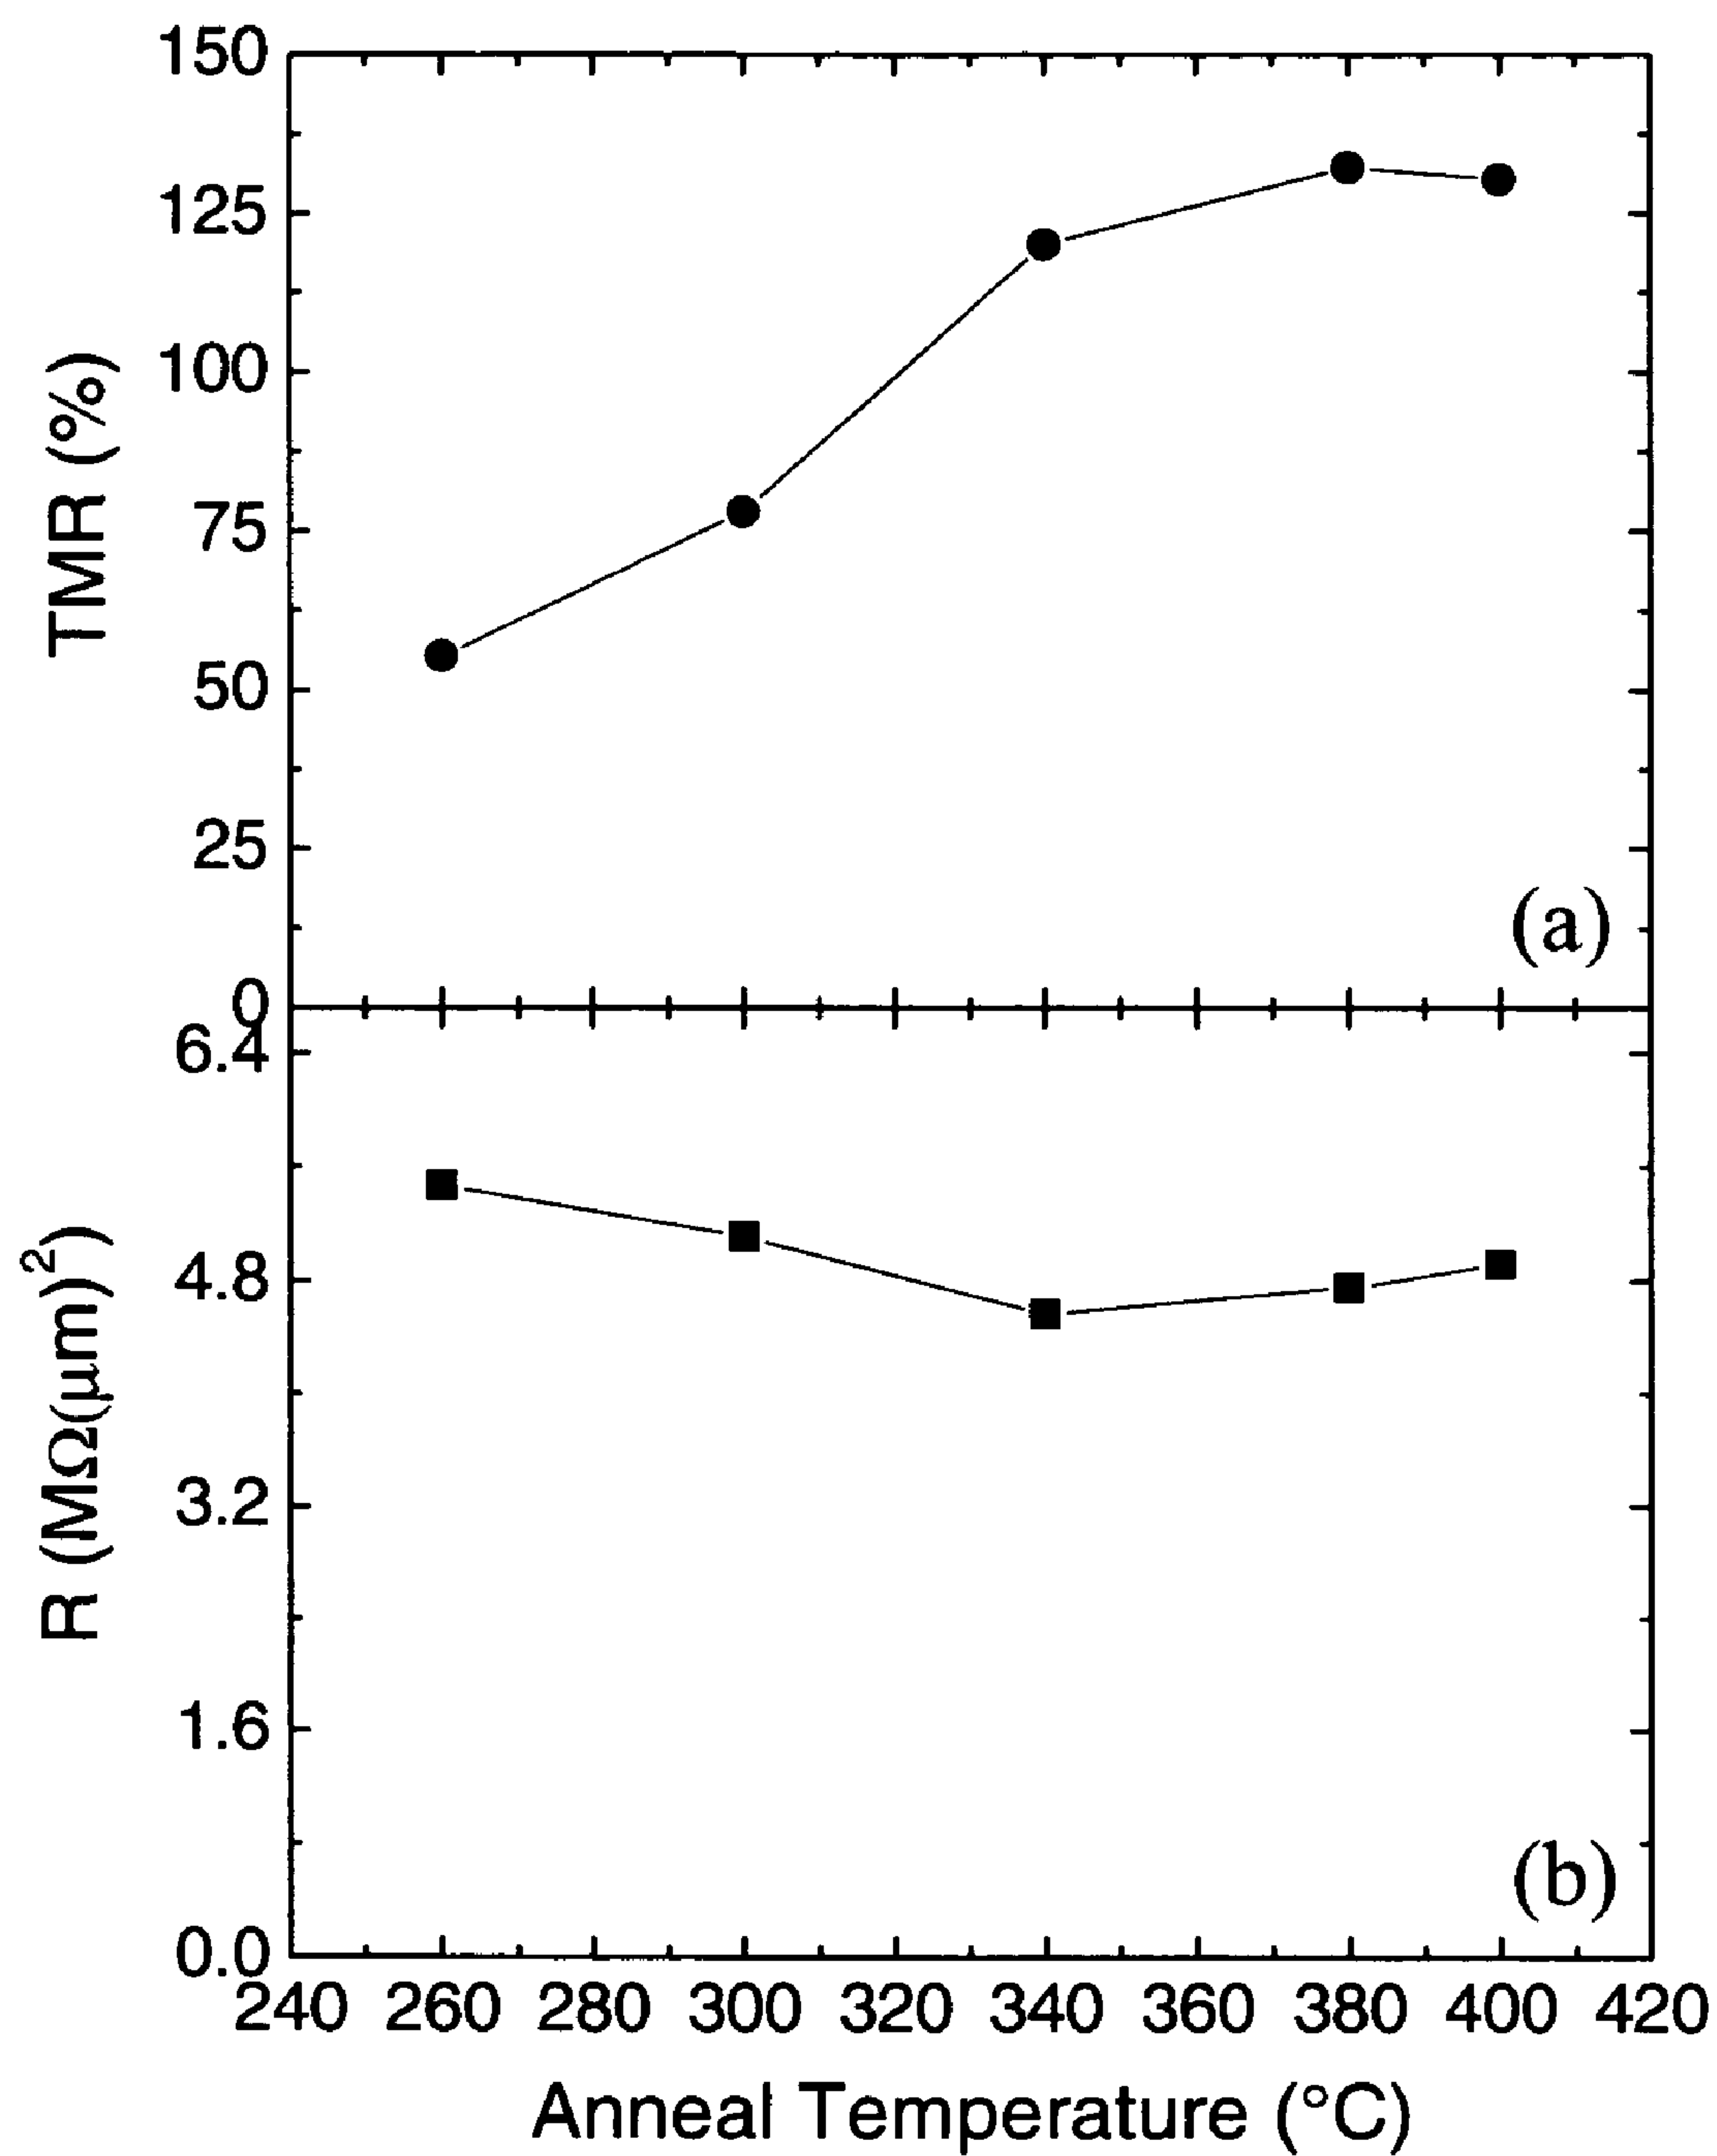 150
125
100
75
50
25
0
TMR (%)
(a)
6.4
4.8
3.2
1.6
0.0
R (MΩ(μm)²)
(b)
240 260 280 300 320 340 360 380 400 420
Anneal Temperature (°C)